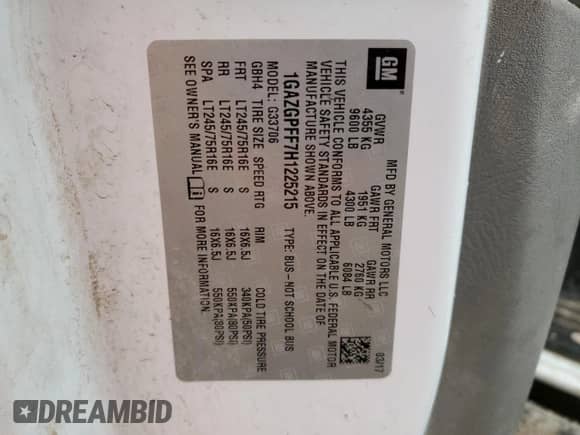 GM
MFD BY GENERAL MOTORS LLC
03/17
GVWR GAWR FRT GAWR RR
4355 KG 1951 KG 2760 KG
9600 LB 4300 LB 6084 LB
THIS VEHICLE CONFORMS TO ALL APPLICABLE U.S. FEDERAL MOTOR
VEHICLE SAFETY STANDARDS IN EFFECT ON THE DATE OF
MANUFACTURE SHOWN ABOVE.
1GAZGPFF7H1225215 TYPE: BUS–NOT SCHOOL BUS
MODEL: G33706
GBH4 TIRE SIZE SPEED RTG RIM COLD TIRE PRESSURE
FRT LT245/75R16E S 16X6.5J 340KPA(50PSI)
RR LT245/75R16E S 16X6.5J 550KPA(80PSI)
SPA LT245/75R16E S 16X6.5J 550KPA(80PSI)
SEE OWNER'S MANUAL FOR MORE INFORMATION.
DREAMBID